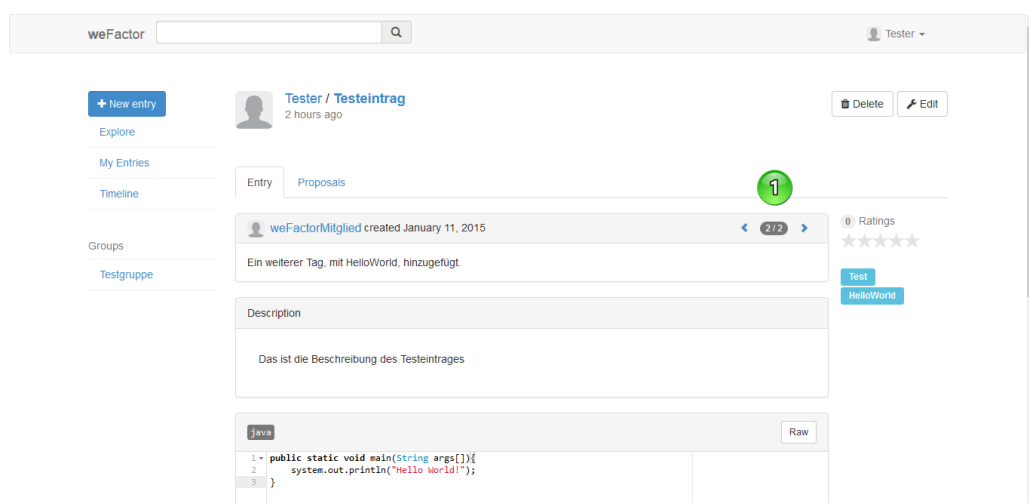 weFactor
Tester
+ New entry
Explore
My Entries
Timeline
Groups
Testgruppe
Tester / Testeintrag
2 hours ago
Delete
Edit
Entry
Proposals
1
weFactorMitglied created January 11, 2015
2/2
Ein weiterer Tag, mit HelloWorld, hinzugefügt.
0 Ratings
Test
HelloWorld
Description
Das ist die Beschreibung des Testeintrages
java
Raw
1 public static void main(String args[]){
2 system.out.println("Hello World!");
3 }